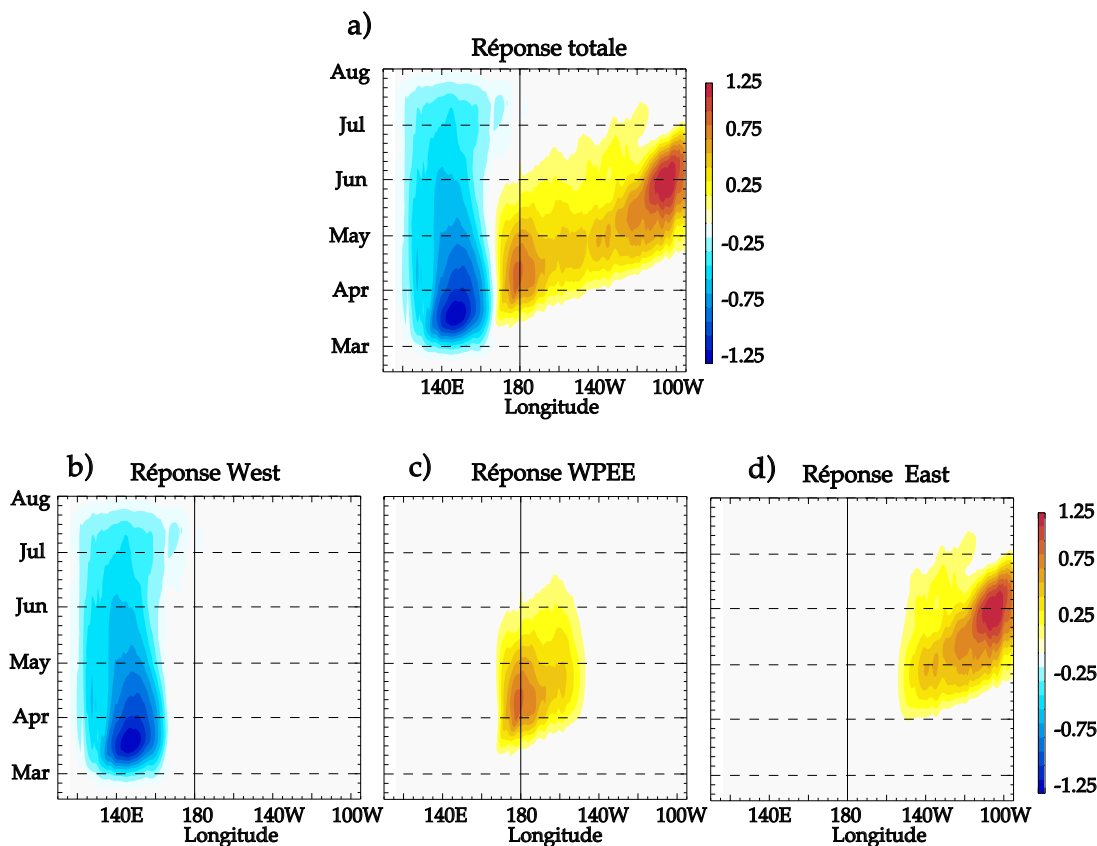 a)
Réponse totale
Aug
Jul
Jun
May
Apr
Mar
140E 180 140W 100W
Longitude
1.25
0.75
0.25
-0.25
-0.75
-1.25
b) Réponse West
Aug
Jul
Jun
May
Apr
Mar
140E 180 140W 100W
Longitude
c) Réponse WPEE
140E 180 140W 100W
Longitude
d) Réponse East
140E 180 140W 100W
Longitude
1.25
0.75
0.25
-0.25
-0.75
-1.25